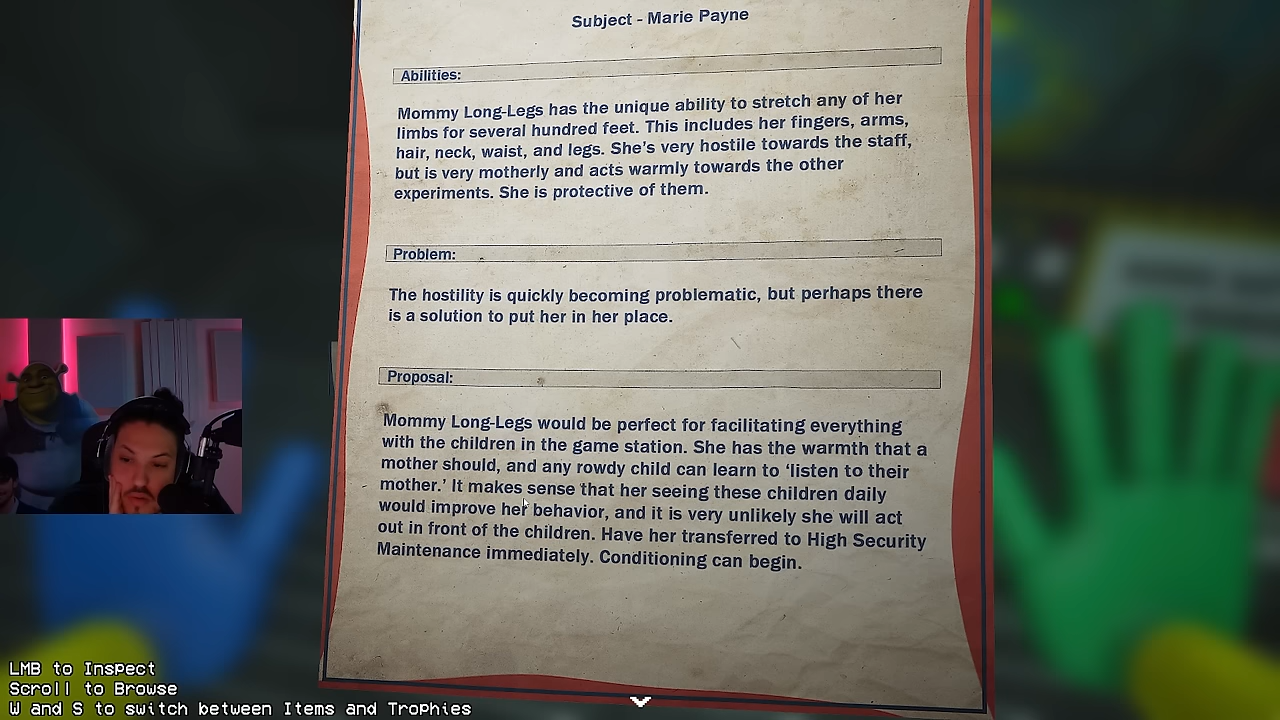 Subject - Marie Payne
Abilities:
Mommy Long-Legs has the unique ability to stretch any of her
limbs for several hundred feet. This includes her fingers, arms,
hair, neck, waist, and legs. She's very hostile towards the staff,
but is very motherly and acts warmly towards the other
experiments. She is protective of them.
Problem:
The hostility is quickly becoming problematic, but perhaps there
is a solution to put her in her place.
Proposal:
Mommy Long-Legs would be perfect for facilitating everything
with the children in the game station. She has the warmth that a
mother should, and any rowdy child can learn to ‘listen to their
mother.’ It makes sense that her seeing these children daily
would improve her behavior, and it is very unlikely she will act
out in front of the children. Have her transferred to High Security
Maintenance immediately. Conditioning can begin.
LMB to Inspect
Scroll to Browse
W and S to switch between Items and Trophies